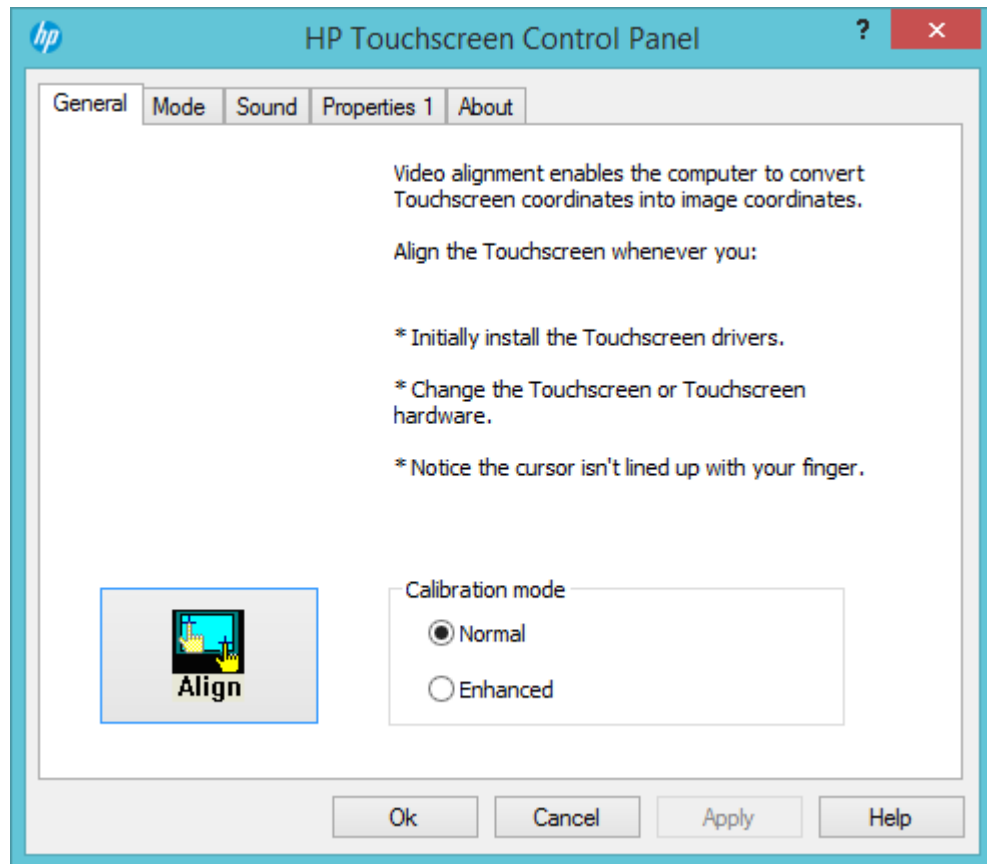 hp
HP Touchscreen Control Panel
?
General Mode Sound Properties 1 About
Video alignment enables the computer to convert
Touchscreen coordinates into image coordinates.
Align the Touchscreen whenever you:
* Initially install the Touchscreen drivers.
* Change the Touchscreen or Touchscreen
hardware.
* Notice the cursor isn't lined up with your finger.
Calibration mode
Normal
Enhanced
Align
Ok Cancel Apply Help